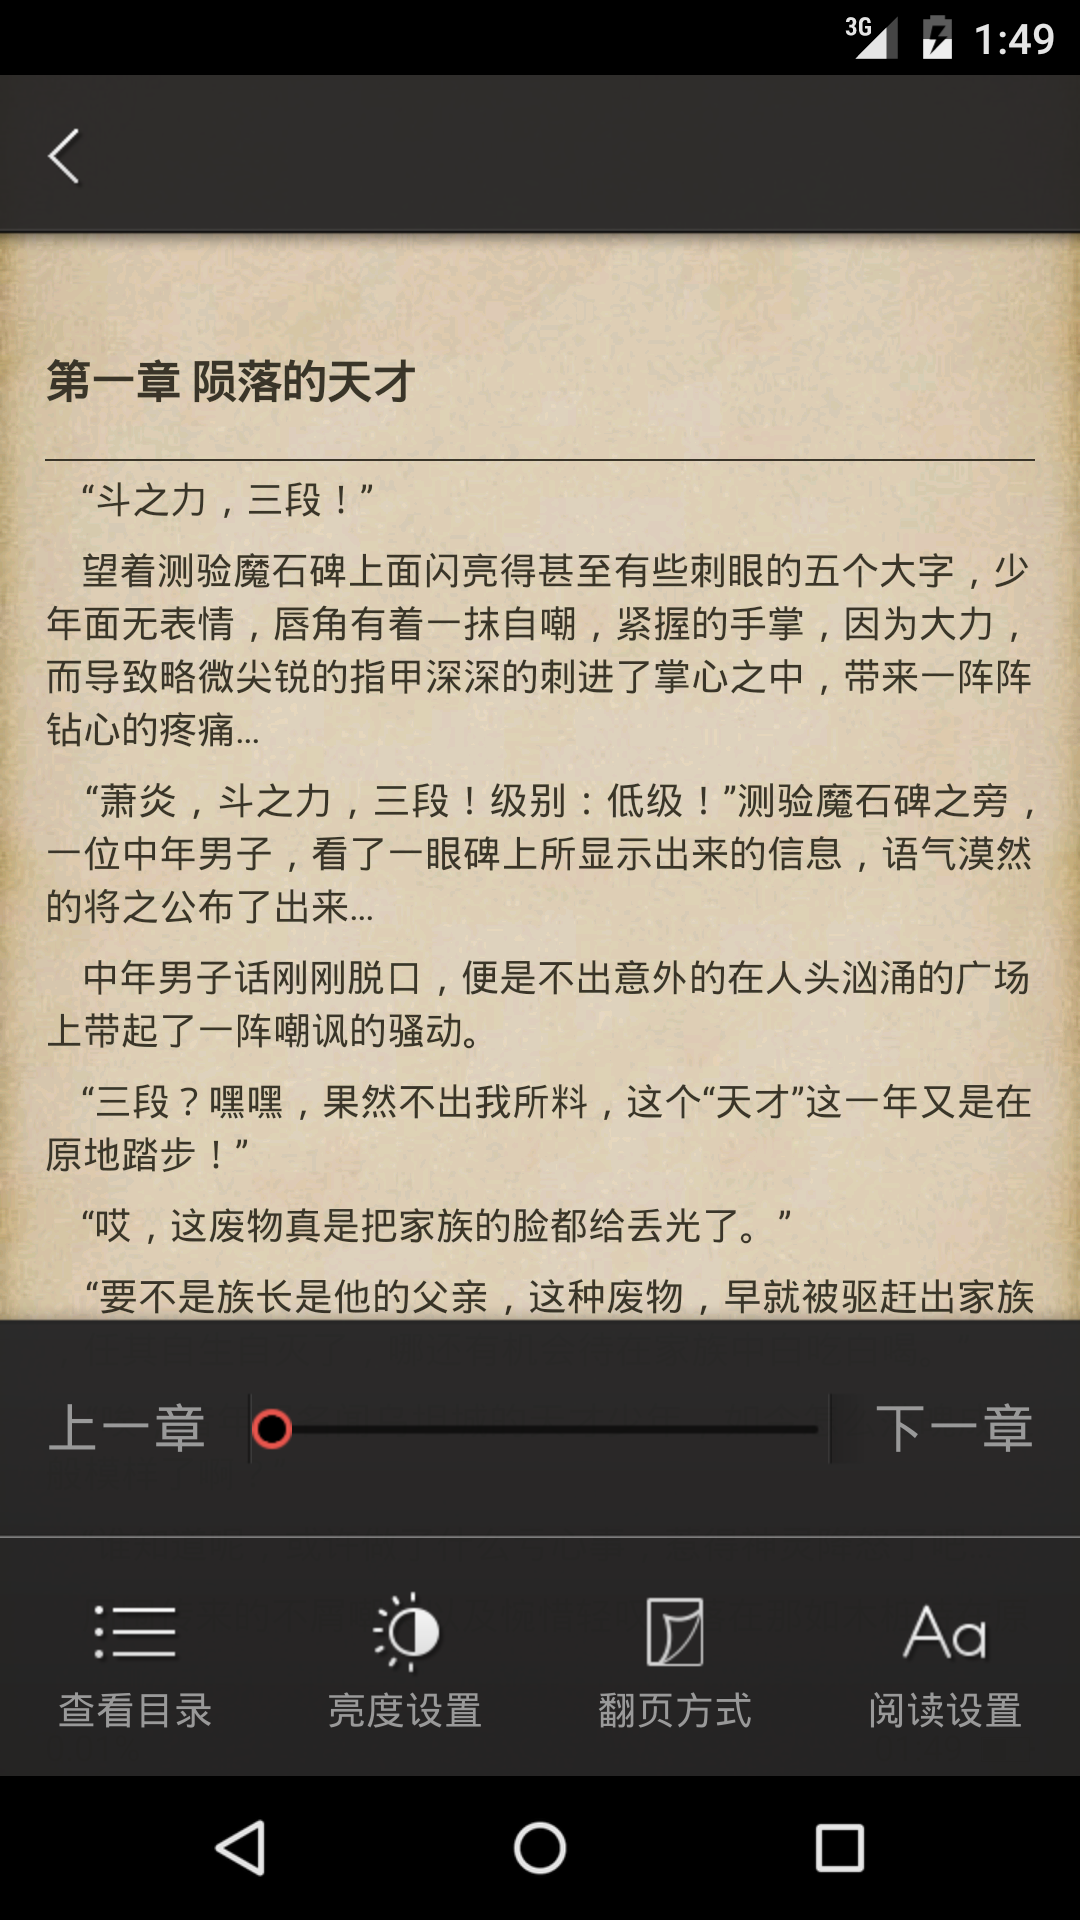 3G 1:49
第一章 陨落的天才
“斗之力，三段！”
望着测验魔石碑上面闪亮得甚至有些刺眼的五个大字，少
年面无表情，唇角有着一抹自嘲，紧握的手掌，因为大力，
而导致略微尖锐的指甲深深的刺进了掌心之中，带来一阵阵
钻心的疼痛...
“萧炎，斗之力，三段！级别：低级！”测验魔石碑之旁，
一位中年男子，看了一眼碑上所显示出来的信息，语气漠然
的将之公布了出来...
中年男子话刚刚脱口，便是不出意外的在人头汹涌的广场
上带起了一阵嘲讽的骚动。
“三段？嘿嘿，果然不出我所料，这个“天才”这一年又是在
原地踏步！”
“哎，这废物真是把家族的脸都给丢光了。”
“要不是族长是他的父亲，这种废物，早就被驱赶出家族
上一章 下一章
查看目录 亮度设置 翻页方式 阅读设置